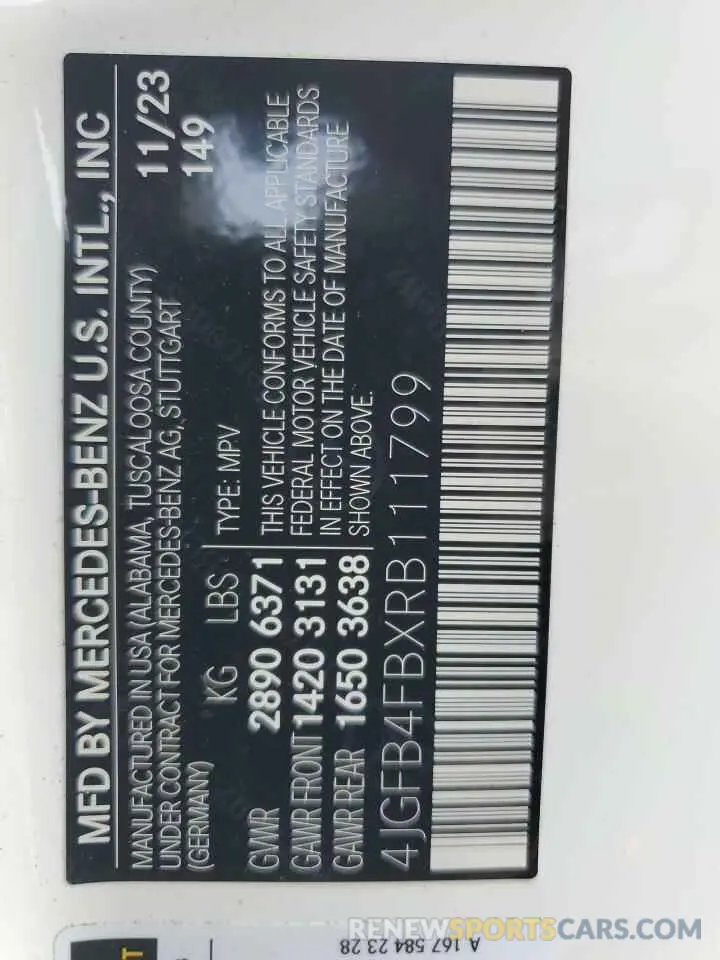 MFD BY MERCEDES-BENZ U.S. INTL., INC
MANUFACTURED IN USA (ALABAMA, TUSCALOOSA COUNTY)
UNDER CONTRACT FOR MERCEDES-BENZ AG, STUTTGART
(GERMANY)
11/23
149
KG LBS
GVWR 2890 6371
GAWR FRONT 1420 3131
GAWR REAR 1650 3638
TYPE: MPV
THIS VEHICLE CONFORMS TO ALL APPLICABLE
FEDERAL MOTOR VEHICLE SAFETY STANDARDS
IN EFFECT ON THE DATE OF MANUFACTURE
SHOWN ABOVE.
4JGFB4FBXRB111799
A 167 584 23 28
RENEWSPORTSCARS.COM